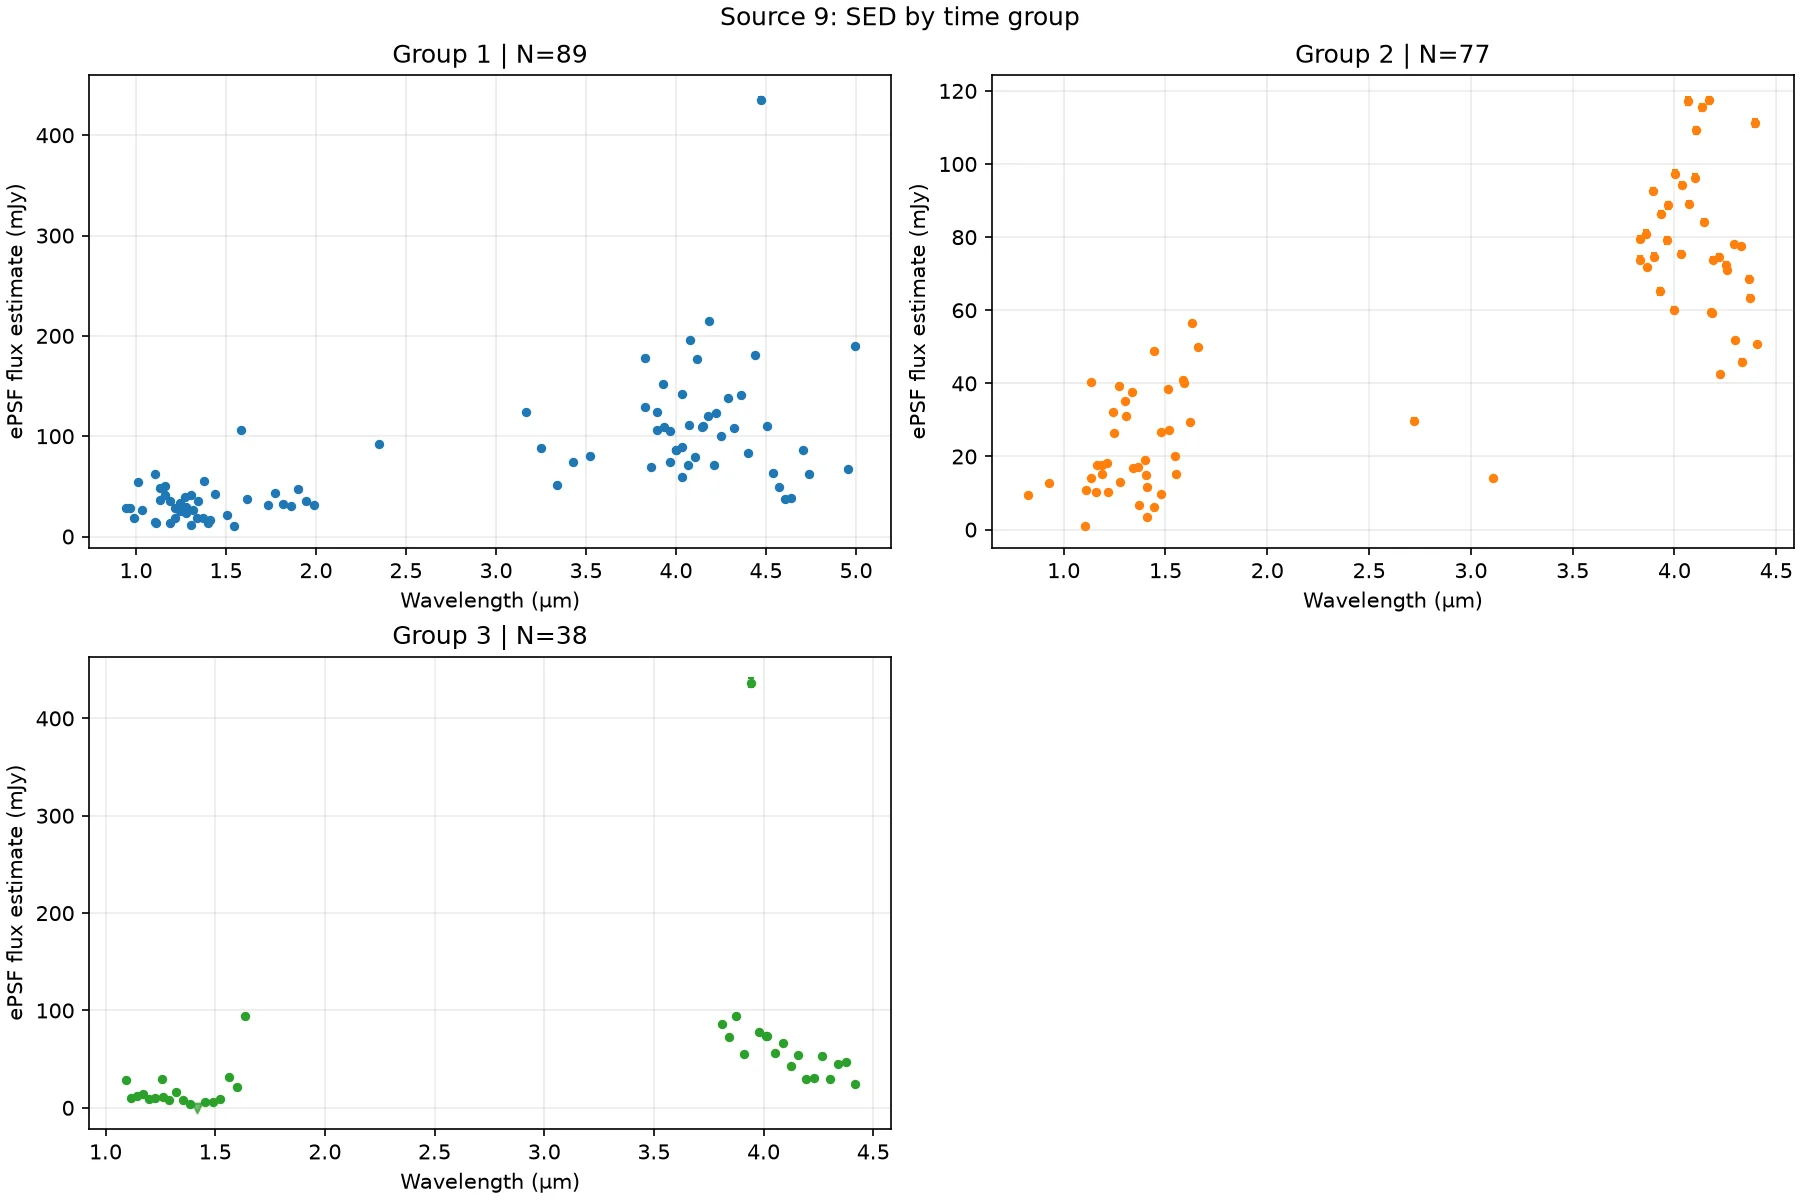 Source 9: SED by time group
Group 1 | N=89
ePSF flux estimate (mJy)
400
300
200
100
0
1.0 1.5 2.0 2.5 3.0 3.5 4.0 4.5 5.0
Wavelength (µm)
Group 2 | N=77
ePSF flux estimate (mJy)
120
100
80
60
40
20
0
1.0 1.5 2.0 2.5 3.0 3.5 4.0 4.5
Wavelength (µm)
Group 3 | N=38
ePSF flux estimate (mJy)
400
300
200
100
0
1.0 1.5 2.0 2.5 3.0 3.5 4.0 4.5
Wavelength (µm)